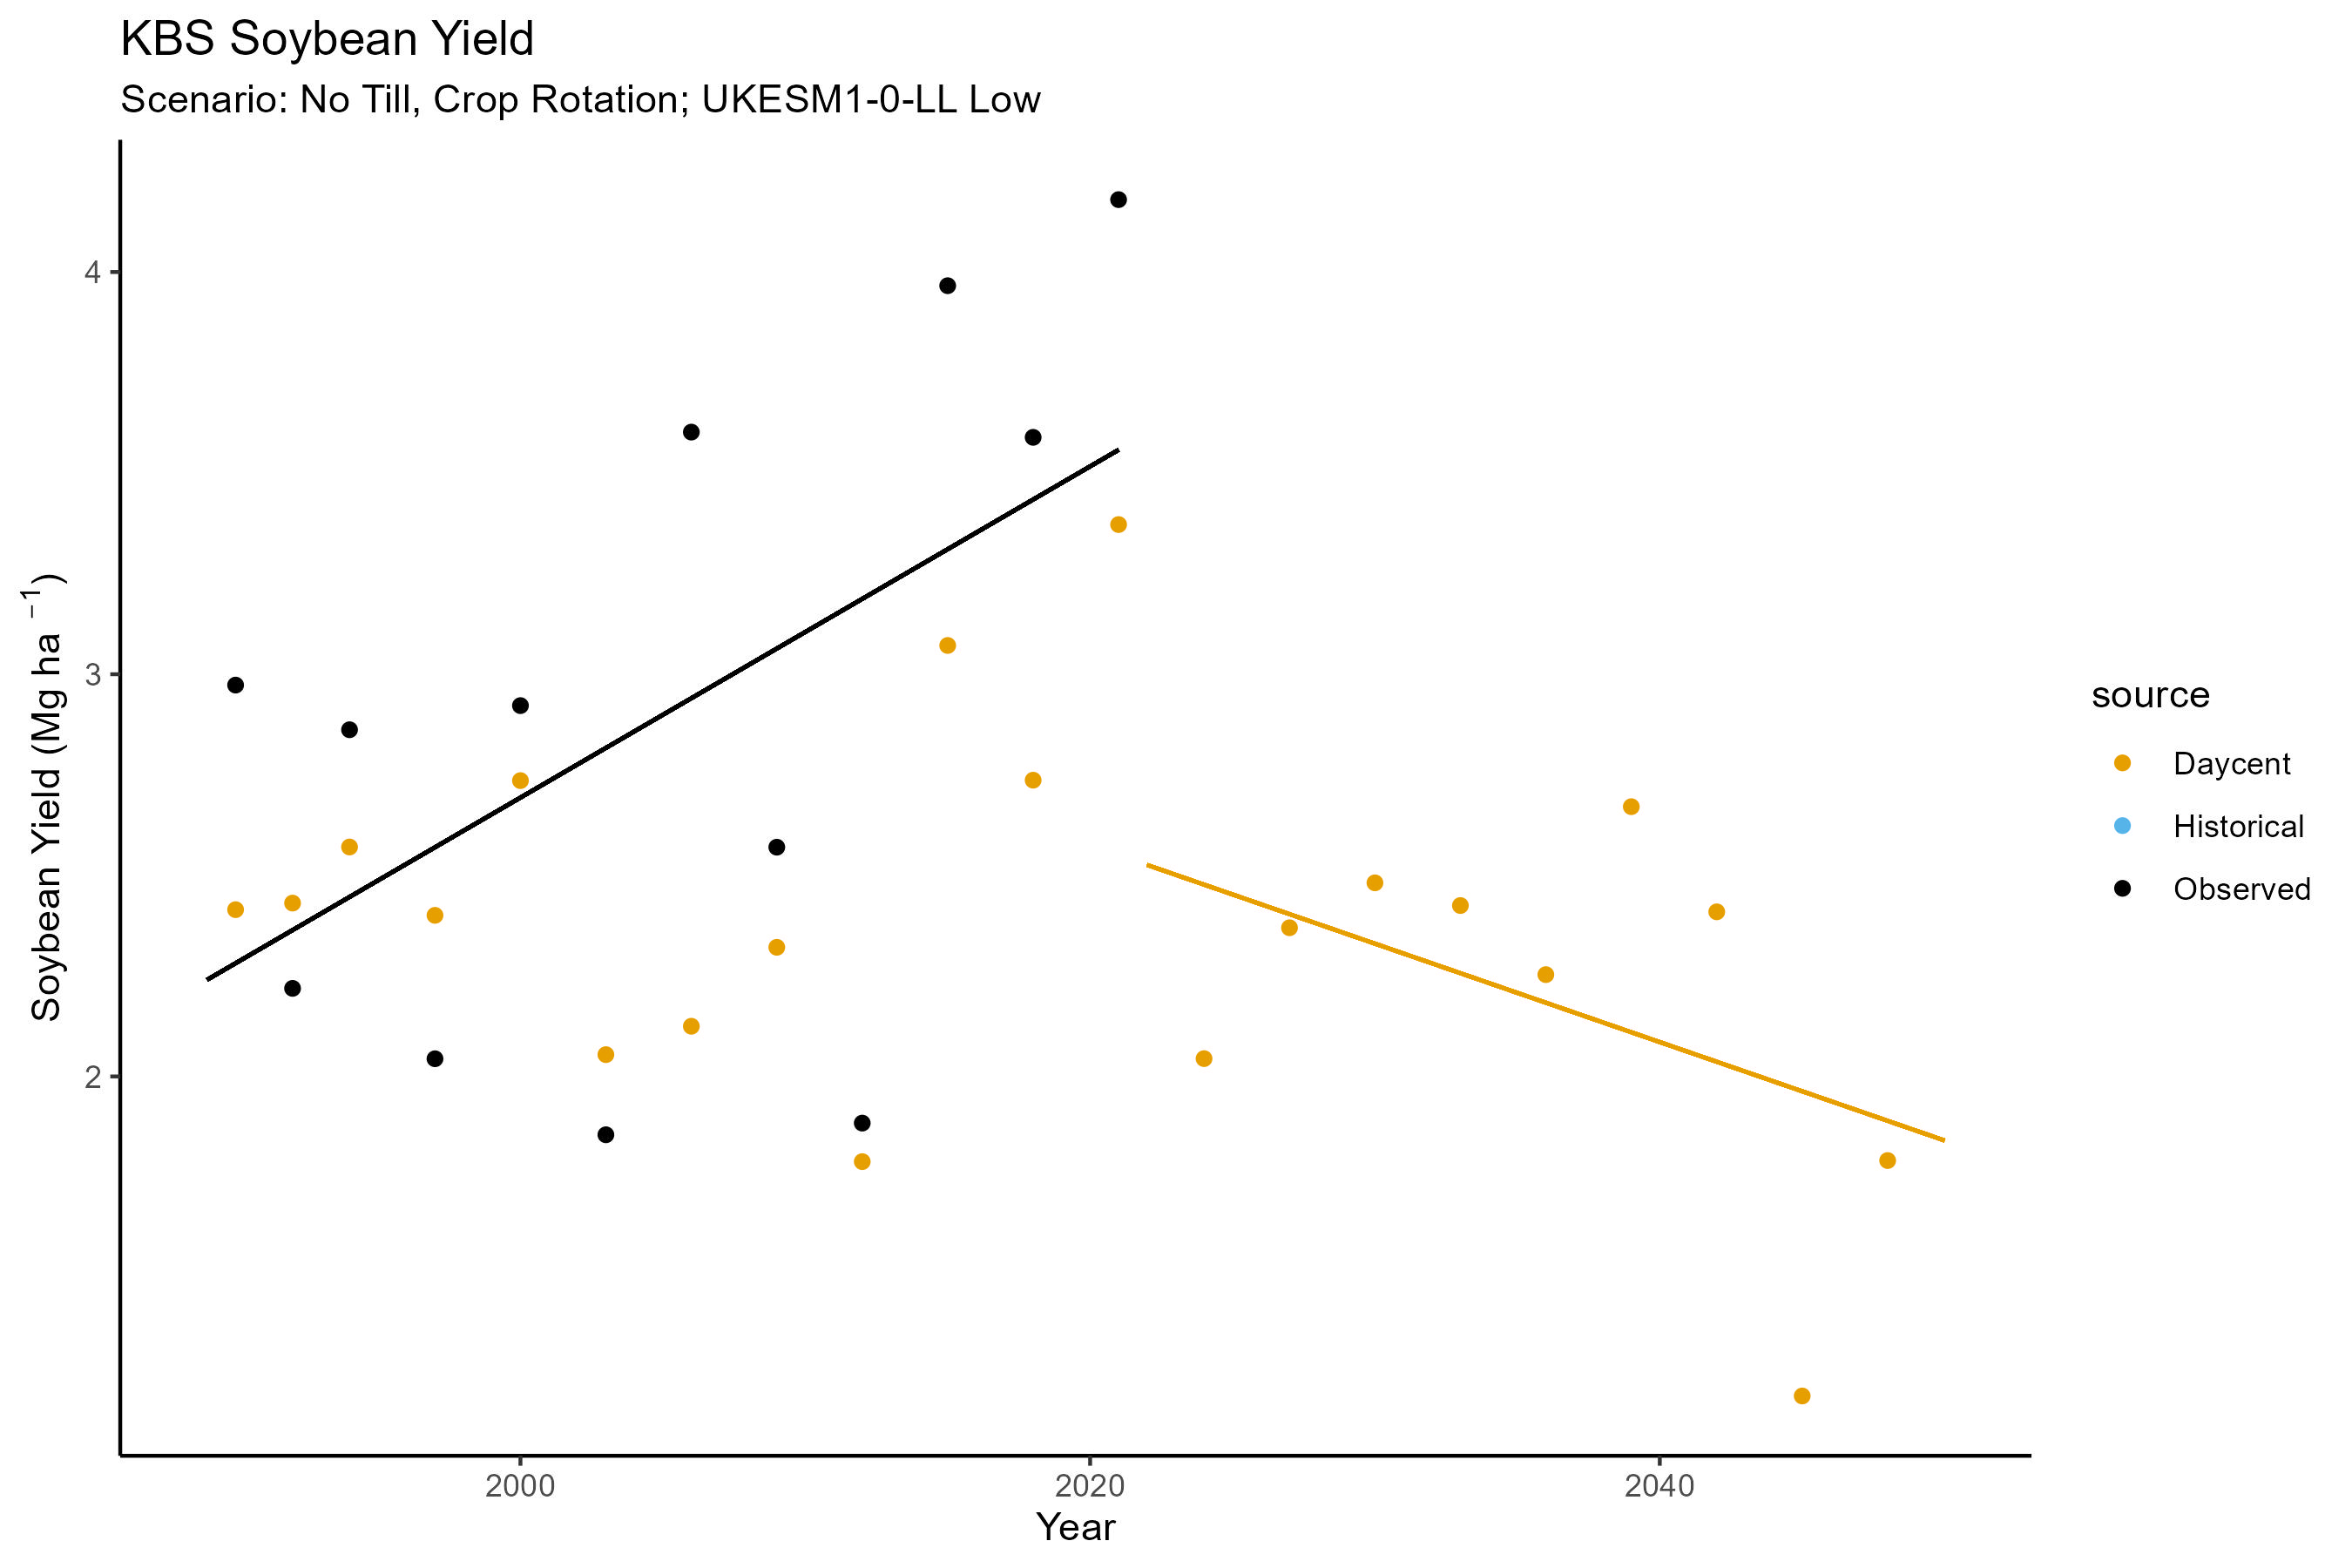 KBS Soybean Yield
Scenario: No Till, Crop Rotation; UKESM1-0-LL Low
Soybean Yield (Mg ha ⁻¹)
4
3
2
2000
2020
2040
Year
source
Daycent
Historical
Observed